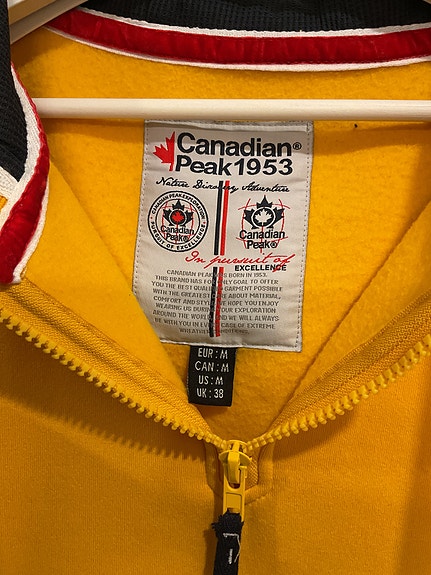 Canadian®
Peak 1953
Nature Discovery Adventure
CANADIAN PEAK EXPLORATION
Canadian
Peak®
PURSUIT OF EXCELLENCE
Canadian
Peak®
In pursuit of
EXCELLENCE
CANADIAN PEAK IS BORN IN 1953.
THIS BRAND HAS ONLY GOAL TO OFFER
YOU THE BEST QUALITY GARMENT POSSIBLE
WITH THE GREATEST CARE ABOUT MATERIAL,
COMFORT AND STYLE WE HOPE YOU ENJOY
WEARING US DURING YOUR EXPLORATION
AROUND THE WORLD AND WE WILL ALWAYS
BE WITH YOU IN EVERY CASE OF EXTREME
EUR : M
CAN : M
US : M
UK : 38